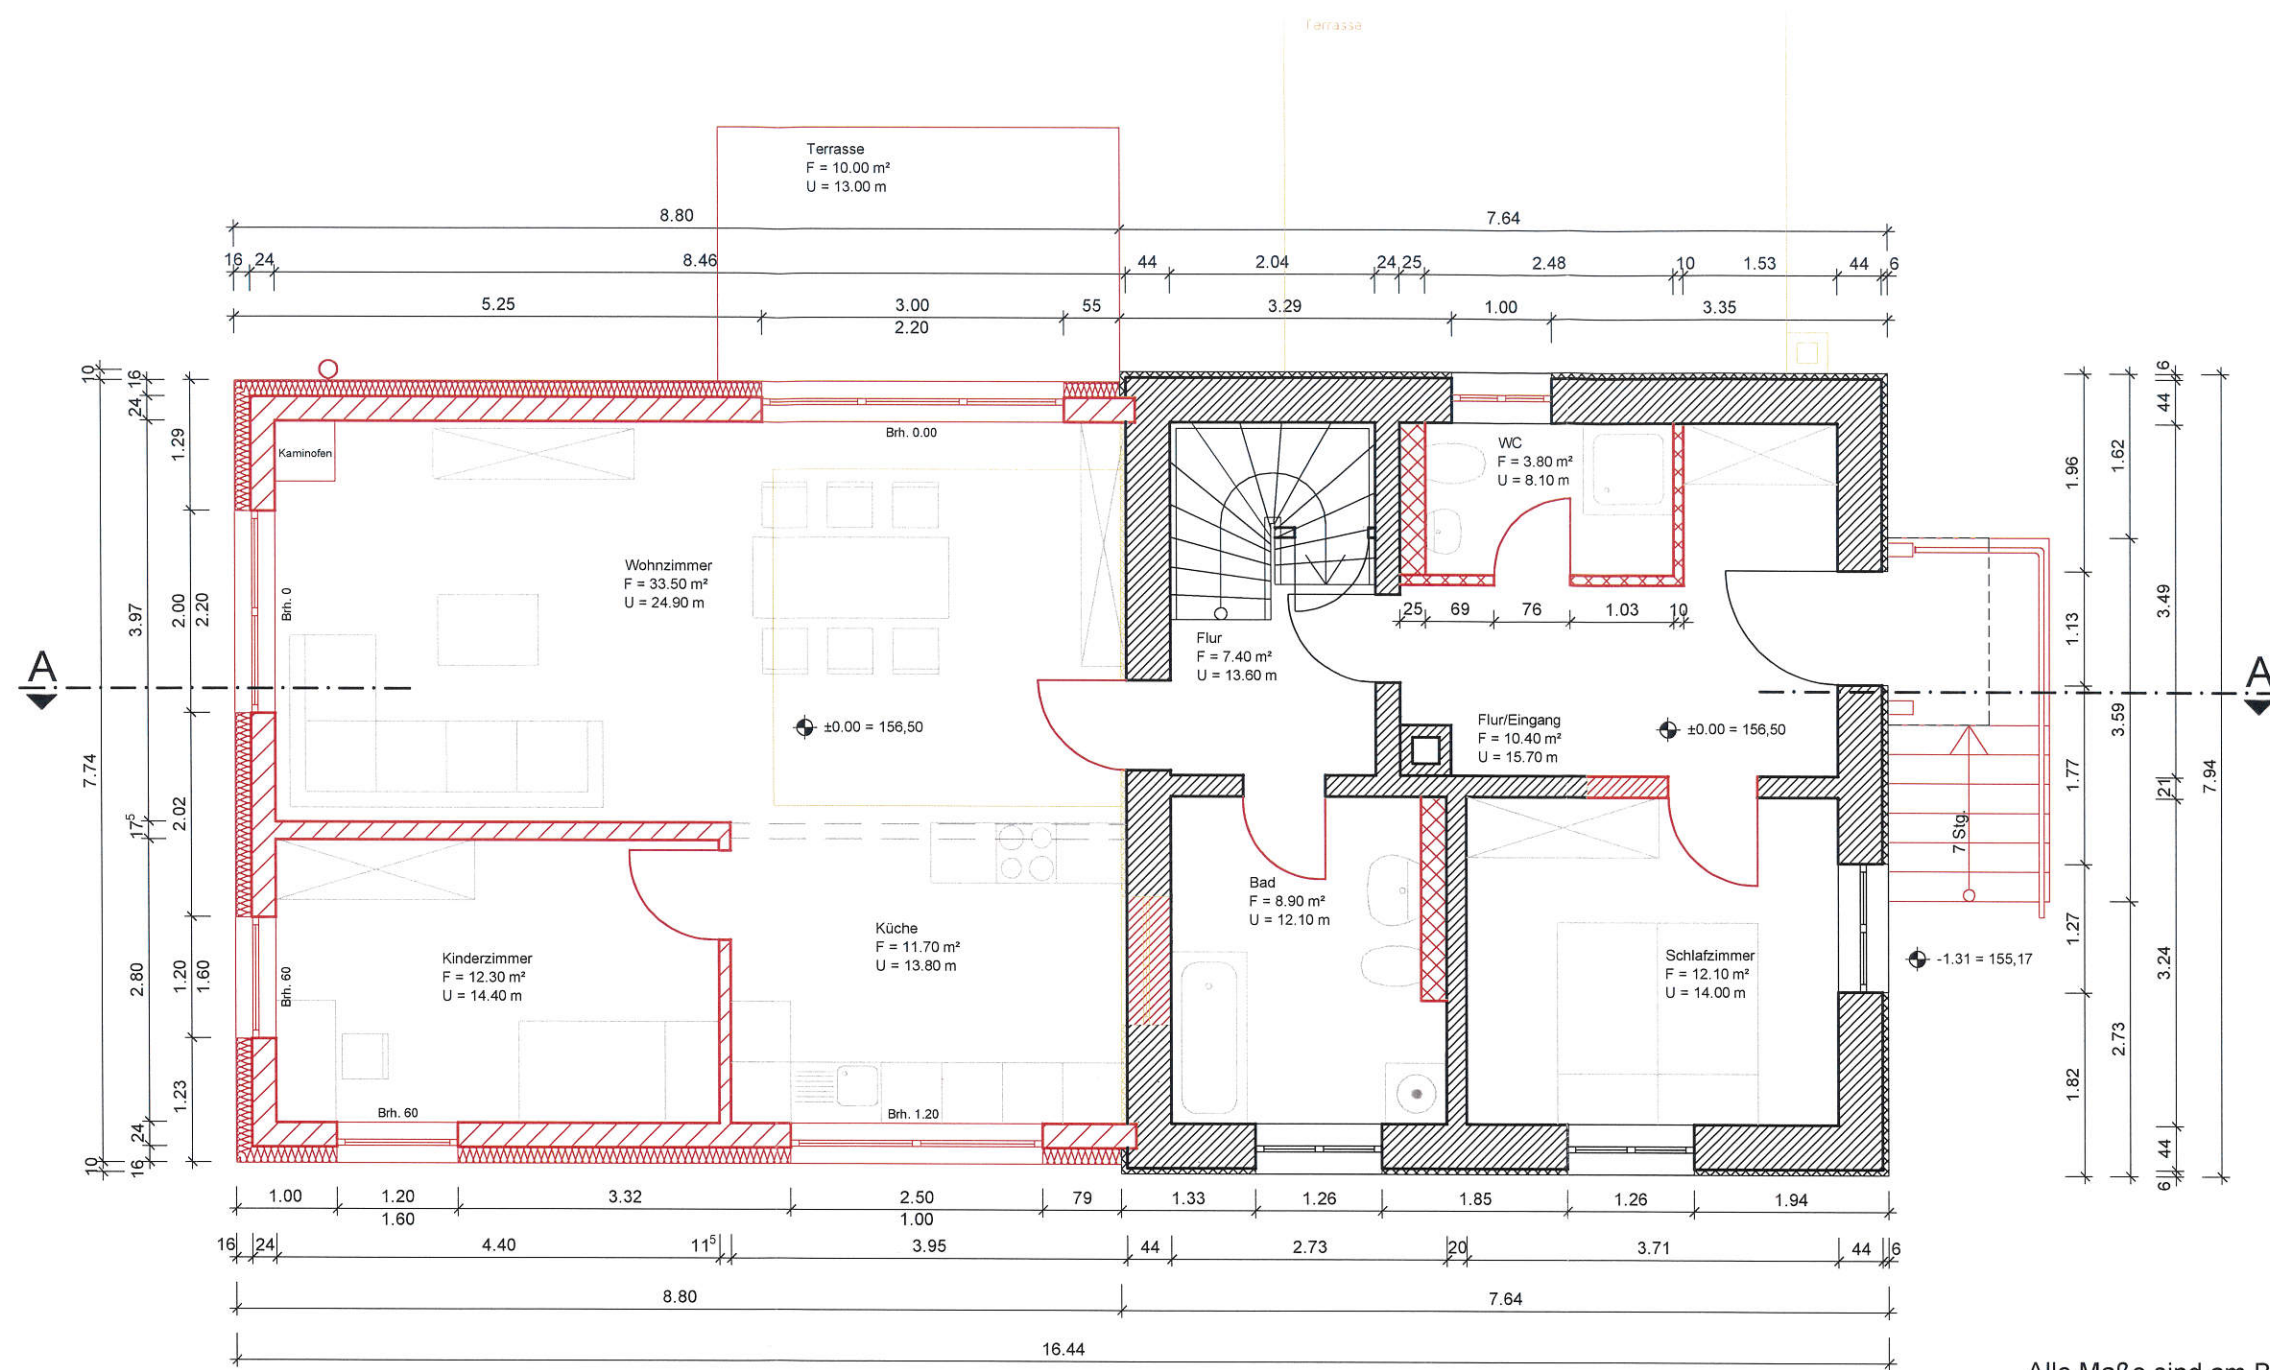 Terrasse
Terrasse
F = 10.00 m²
U = 13.00 m
8.80
7.64
16 24 8.46 44 2.04 24 25 2.48 10 1.53 44 6
5.25 3.00 55 3.29 1.00 3.35
2.20
10
16
24
1.29
3.97
2.00
2.20
7.74
17⁵
2.02
2.80
1.20
1.60
1.23
24
16
10
6
44
1.96
1.62
1.13
3.49
3.59
1.77
21
7.94
1.27
3.24
2.73
1.82
44
6
Brh. 0.00
Kaminofen
WC
F = 3.80 m²
U = 8.10 m
Wohnzimmer
F = 33.50 m²
U = 24.90 m
Brh. 0
25 69 76 1.03 10
Flur
F = 7.40 m²
U = 13.60 m
A
A
±0.00 = 156,50
Flur/Eingang
F = 10.40 m²
U = 15.70 m
±0.00 = 156,50
7 Stg.
Bad
F = 8.90 m²
U = 12.10 m
Küche
F = 11.70 m²
U = 13.80 m
Kinderzimmer
F = 12.30 m²
U = 14.40 m
Brh. 60
Schlafzimmer
F = 12.10 m²
U = 14.00 m
-1.31 = 155,17
Brh. 60
Brh. 1.20
1.00 1.20 3.32 2.50 79 1.33 1.26 1.85 1.26 1.94
1.60 1.00
16 24 4.40 11⁵ 3.95 44 2.73 20 3.71 44 6
8.80 7.64
16.44
Alle Maße sind am